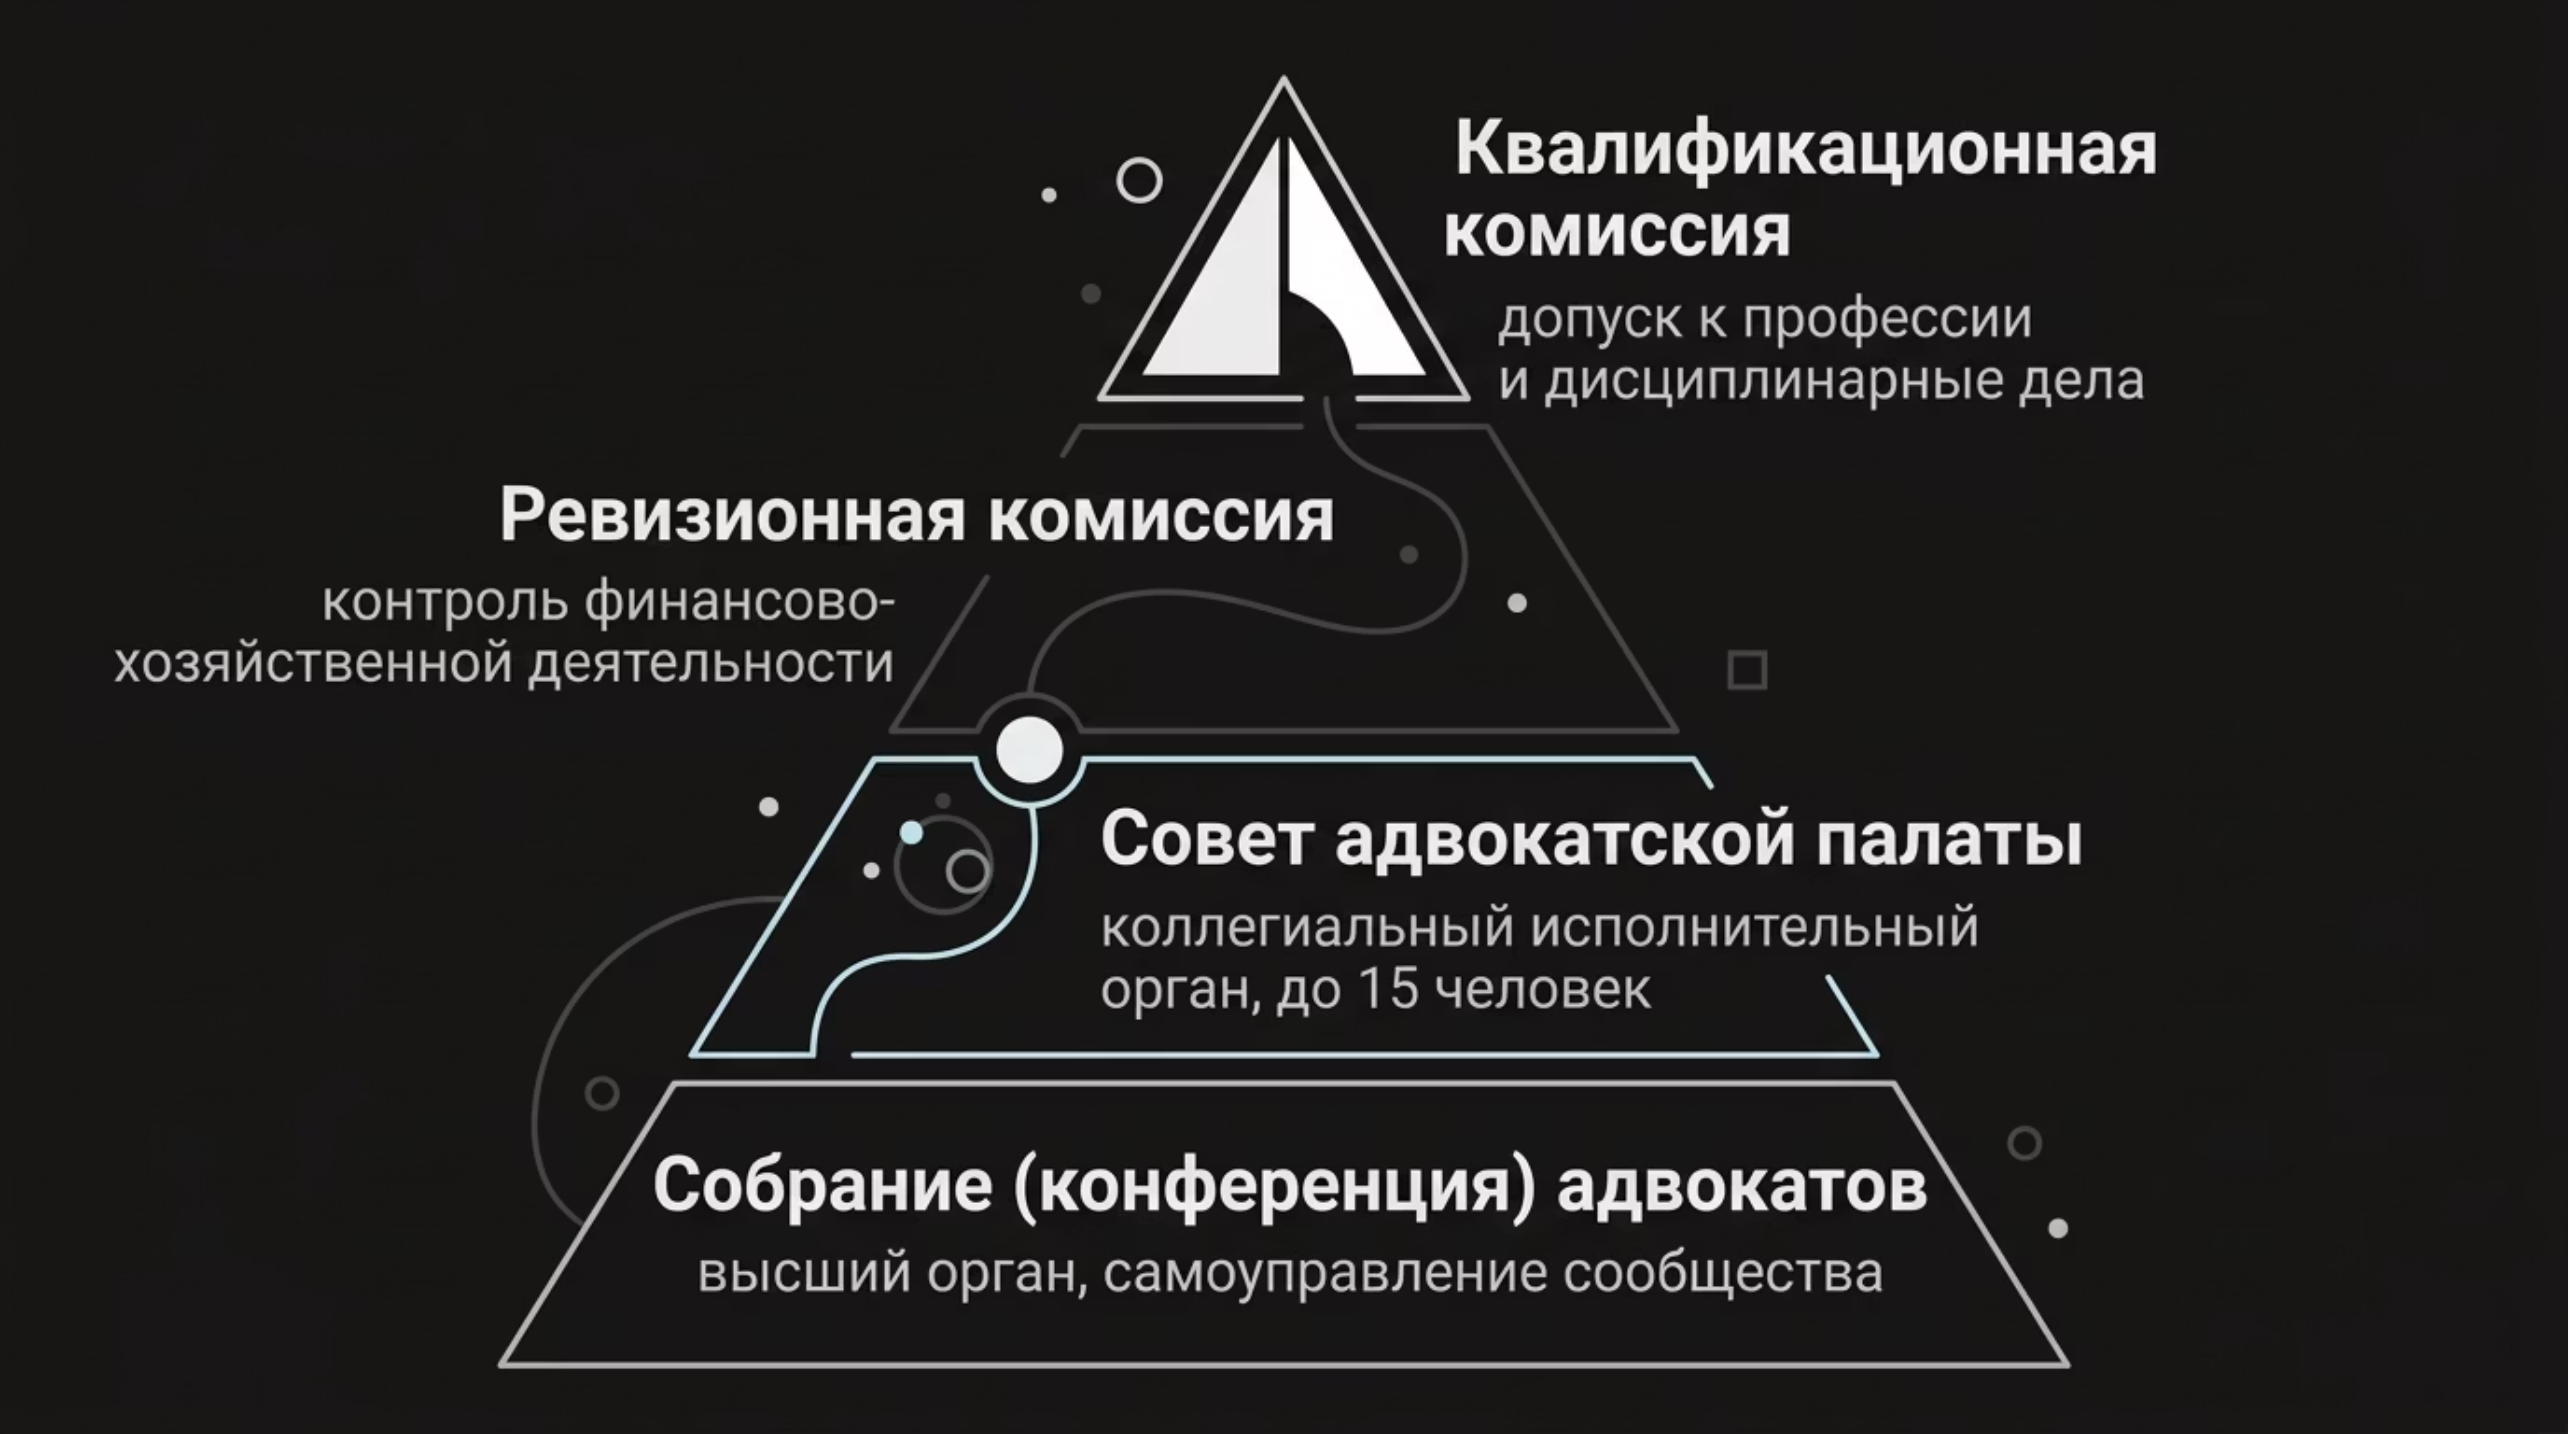 Квалификационная
комиссия
допуск к профессии
и дисциплинарные дела
Ревизионная комиссия
контроль финансово-
хозяйственной деятельности
Совет адвокатской палаты
коллегиальный исполнительный
орган, до 15 человек
Собрание (конференция) адвокатов
высший орган, самоуправление сообщества